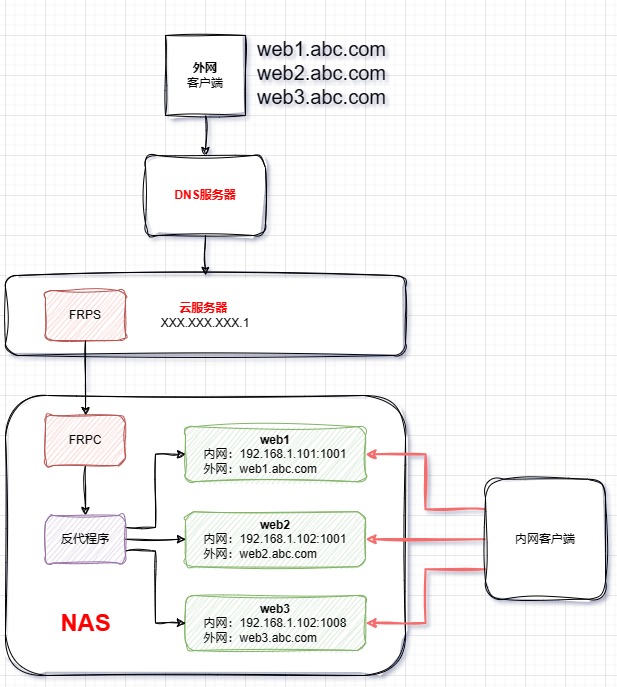 外网
客户端
web1.abc.com
web2.abc.com
web3.abc.com
DNS服务器
FRPS
云服务器
XXX.XXX.XXX.1
FRPC
反代程序
NAS
web1
内网：192.168.1.101:1001
外网：web1.abc.com
web2
内网：192.168.1.102:1001
外网：web2.abc.com
web3
内网：192.168.1.102:1008
外网：web3.abc.com
内网客户端